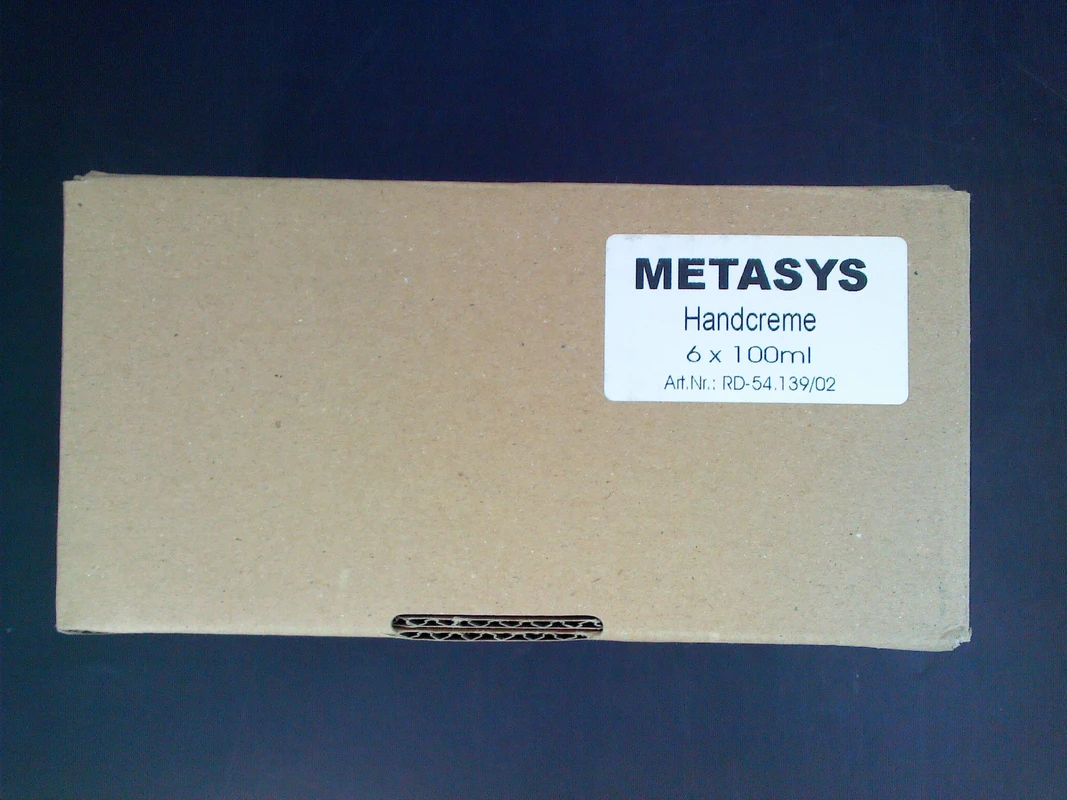 METASYS
Handcreme
6 x 100ml
Art.Nr.: RD-54.139/02